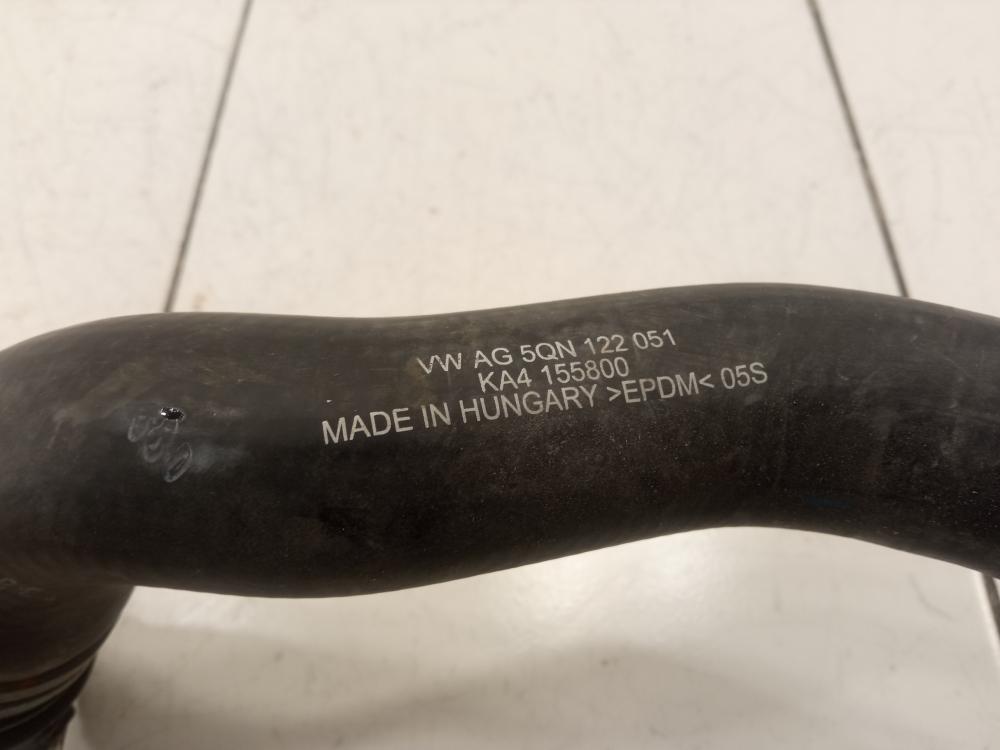 VW AG 5QN 122 051
KA4 155800
MADE IN HUNGARY >EPDM< 05S